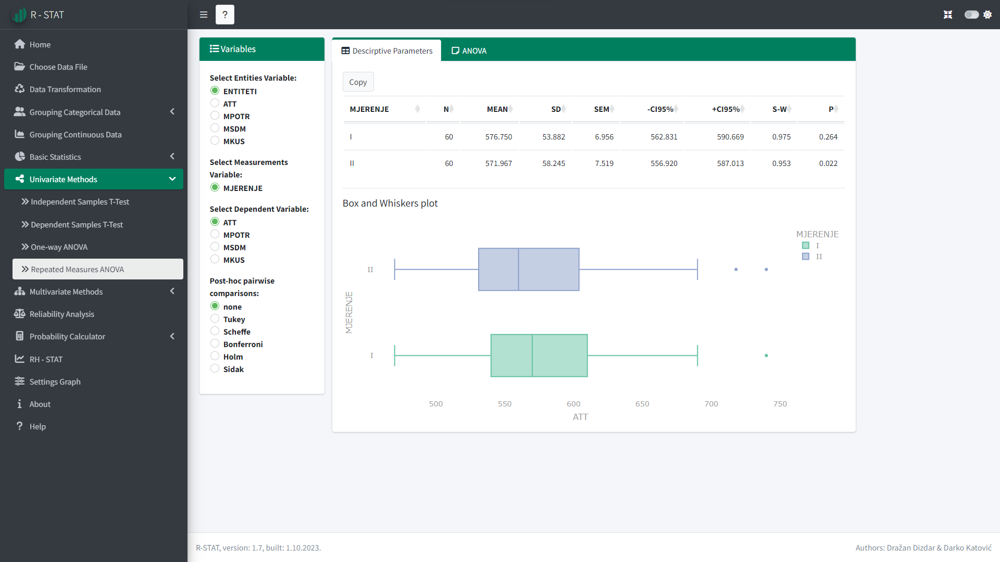 R - STAT
?
Home
Choose Data File
Data Transformation
Grouping Categorical Data
Grouping Continuous Data
Basic Statistics
Univariate Methods
Independent Samples T-Test
Dependent Samples T-Test
One-way ANOVA
Repeated Measures ANOVA
Multivariate Methods
Reliability Analysis
Probability Calculator
RH - STAT
Settings Graph
About
Help
Variables
Select Entities Variable:
ENTITETI
ATT
MPOTR
MSDM
MKUS
Select Measurements
Variable:
MJERENJE
Select Dependent Variable:
ATT
MPOTR
MSDM
MKUS
Post-hoc pairwise
comparisons:
none
Tukey
Scheffe
Bonferroni
Holm
Sidak
Descirptive Parameters ANOVA
Copy
MJERENJE N MEAN SD SEM -CI95% +CI95% S-W P
I 60 576.750 53.882 6.956 562.831 590.669 0.975 0.264
II 60 571.967 58.245 7.519 556.920 587.013 0.953 0.022
Box and Whiskers plot
MJERENJE
I
II
II
MJERENJE
I
500 550 600 650 700 750
ATT
R-STAT, version: 1.7, built: 1.10.2023.
Authors: Dražan Dizdar & Darko Katović